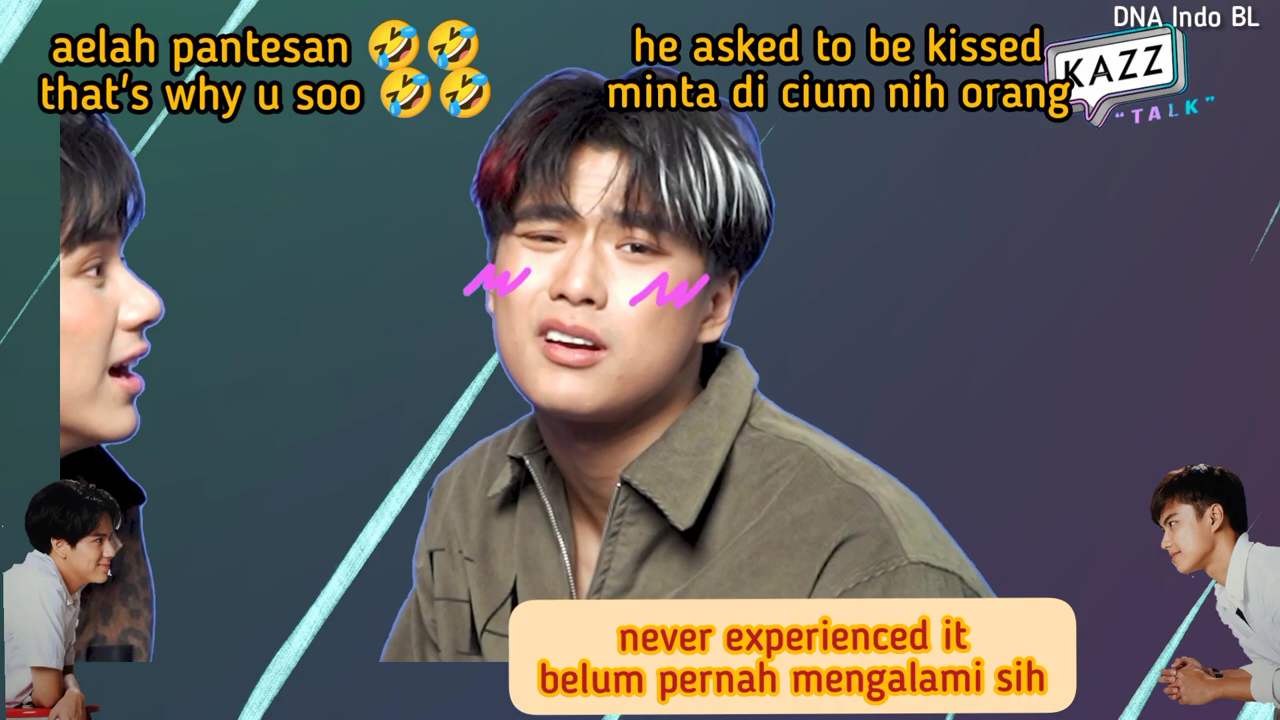 DNA Indo BL
aelah pantesan 🤣🤣
that's why u soo 🤣🤣
he asked to be kissed
minta di cium nih orang
KAZZ
“TALK”
never experienced it
belum pernah mengalami sih